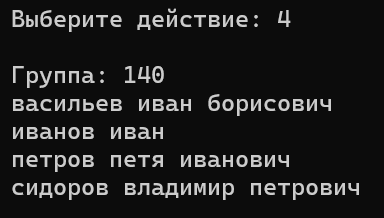 Выберите действие: 4
Группа: 140
васильев иван борисович
иванов иван
петров петя иванович
сидоров владимир петрович